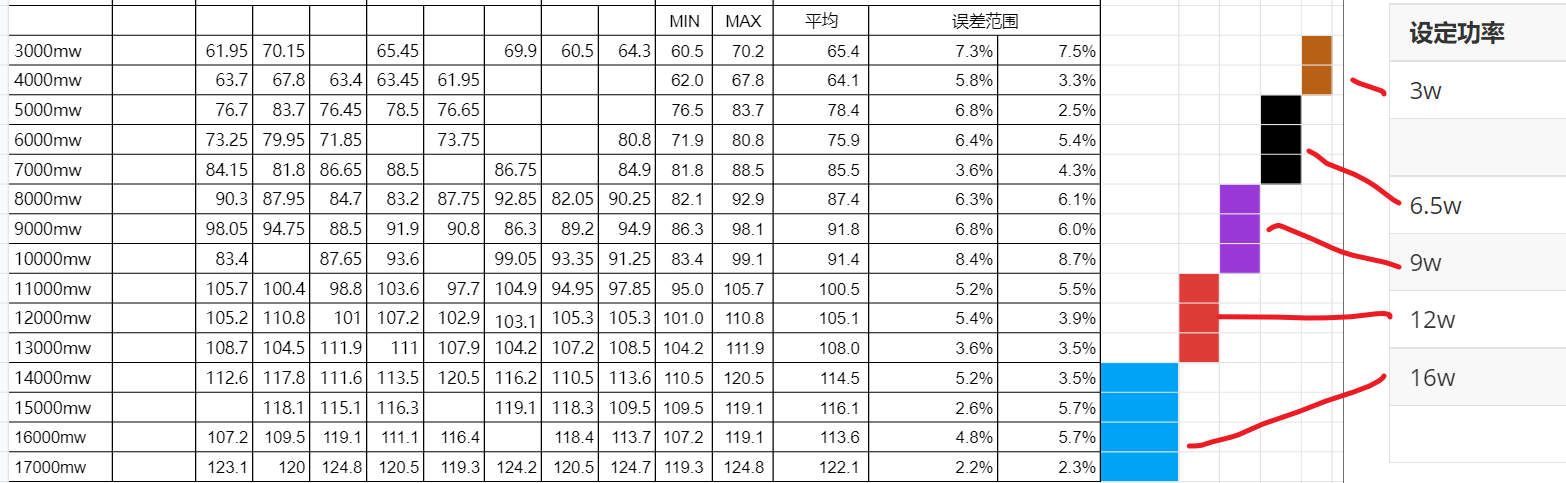 MIN MAX 平均 误差范围
3000mw 61.95 70.15 65.45 69.9 60.5 64.3 60.5 70.2 65.4 7.3% 7.5%
4000mw 63.7 67.8 63.4 63.45 61.95 62.0 67.8 64.1 5.8% 3.3%
5000mw 76.7 83.7 76.45 78.5 76.65 76.5 83.7 78.4 6.8% 2.5%
6000mw 73.25 79.95 71.85 73.75 80.8 71.9 80.8 75.9 6.4% 5.4%
7000mw 84.15 81.8 86.65 88.5 86.75 84.9 81.8 88.5 85.5 3.6% 4.3%
8000mw 90.3 87.95 84.7 83.2 87.75 92.85 82.05 90.25 82.1 92.9 87.4 6.3% 6.1%
9000mw 98.05 94.75 88.5 91.9 90.8 86.3 89.2 94.9 86.3 98.1 91.8 6.8% 6.0%
10000mw 83.4 87.65 93.6 99.05 93.35 91.25 83.4 99.1 91.4 8.4% 8.7%
11000mw 105.7 100.4 98.8 103.6 97.7 104.9 94.95 97.85 95.0 105.7 100.5 5.2% 5.5%
12000mw 105.2 110.8 101 107.2 102.9 103.1 105.3 105.3 101.0 110.8 105.1 5.4% 3.9%
13000mw 108.7 104.5 111.9 111 107.9 104.2 107.2 108.5 104.2 111.9 108.0 3.6% 3.5%
14000mw 112.6 117.8 111.6 113.5 120.5 116.2 110.5 113.6 110.5 120.5 114.5 5.2% 3.5%
15000mw 118.1 115.1 116.3 119.1 118.3 109.5 109.5 119.1 116.1 2.6% 5.7%
16000mw 107.2 109.5 119.1 111.1 116.4 118.4 113.7 107.2 119.1 113.6 4.8% 5.7%
17000mw 123.1 120 124.8 120.5 119.3 124.2 120.5 124.7 119.3 124.8 122.1 2.2% 2.3%
设定功率
3w
6.5w
9w
12w
16w